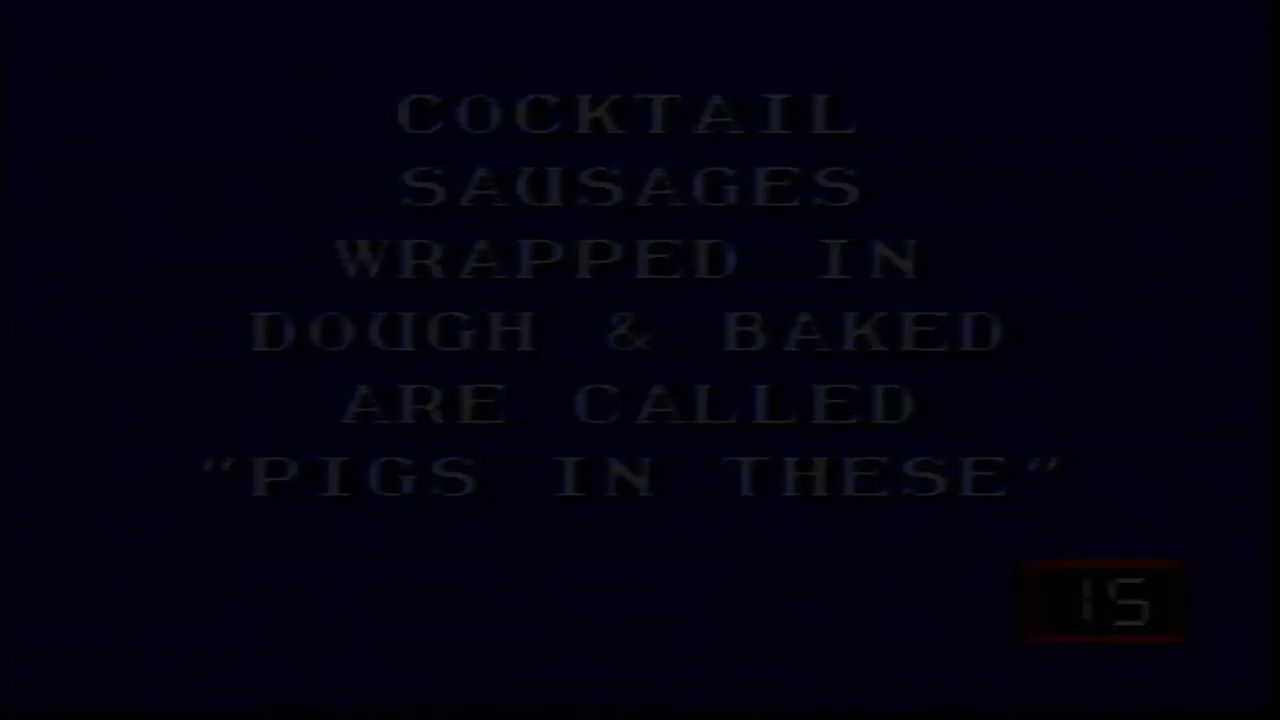 COCKTAIL
SAUSAGES
WRAPPED IN
DOUGH & BAKED
ARE CALLED
"PIGS IN THESE"
15